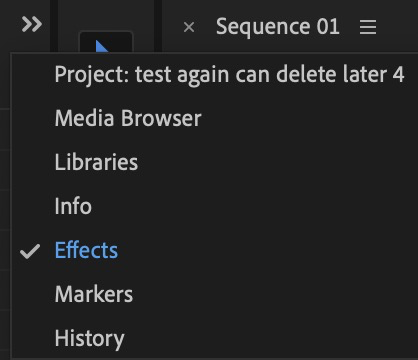 Sequence 01
Project: test again can delete later 4
Media Browser
Libraries
Info
Effects
Markers
History